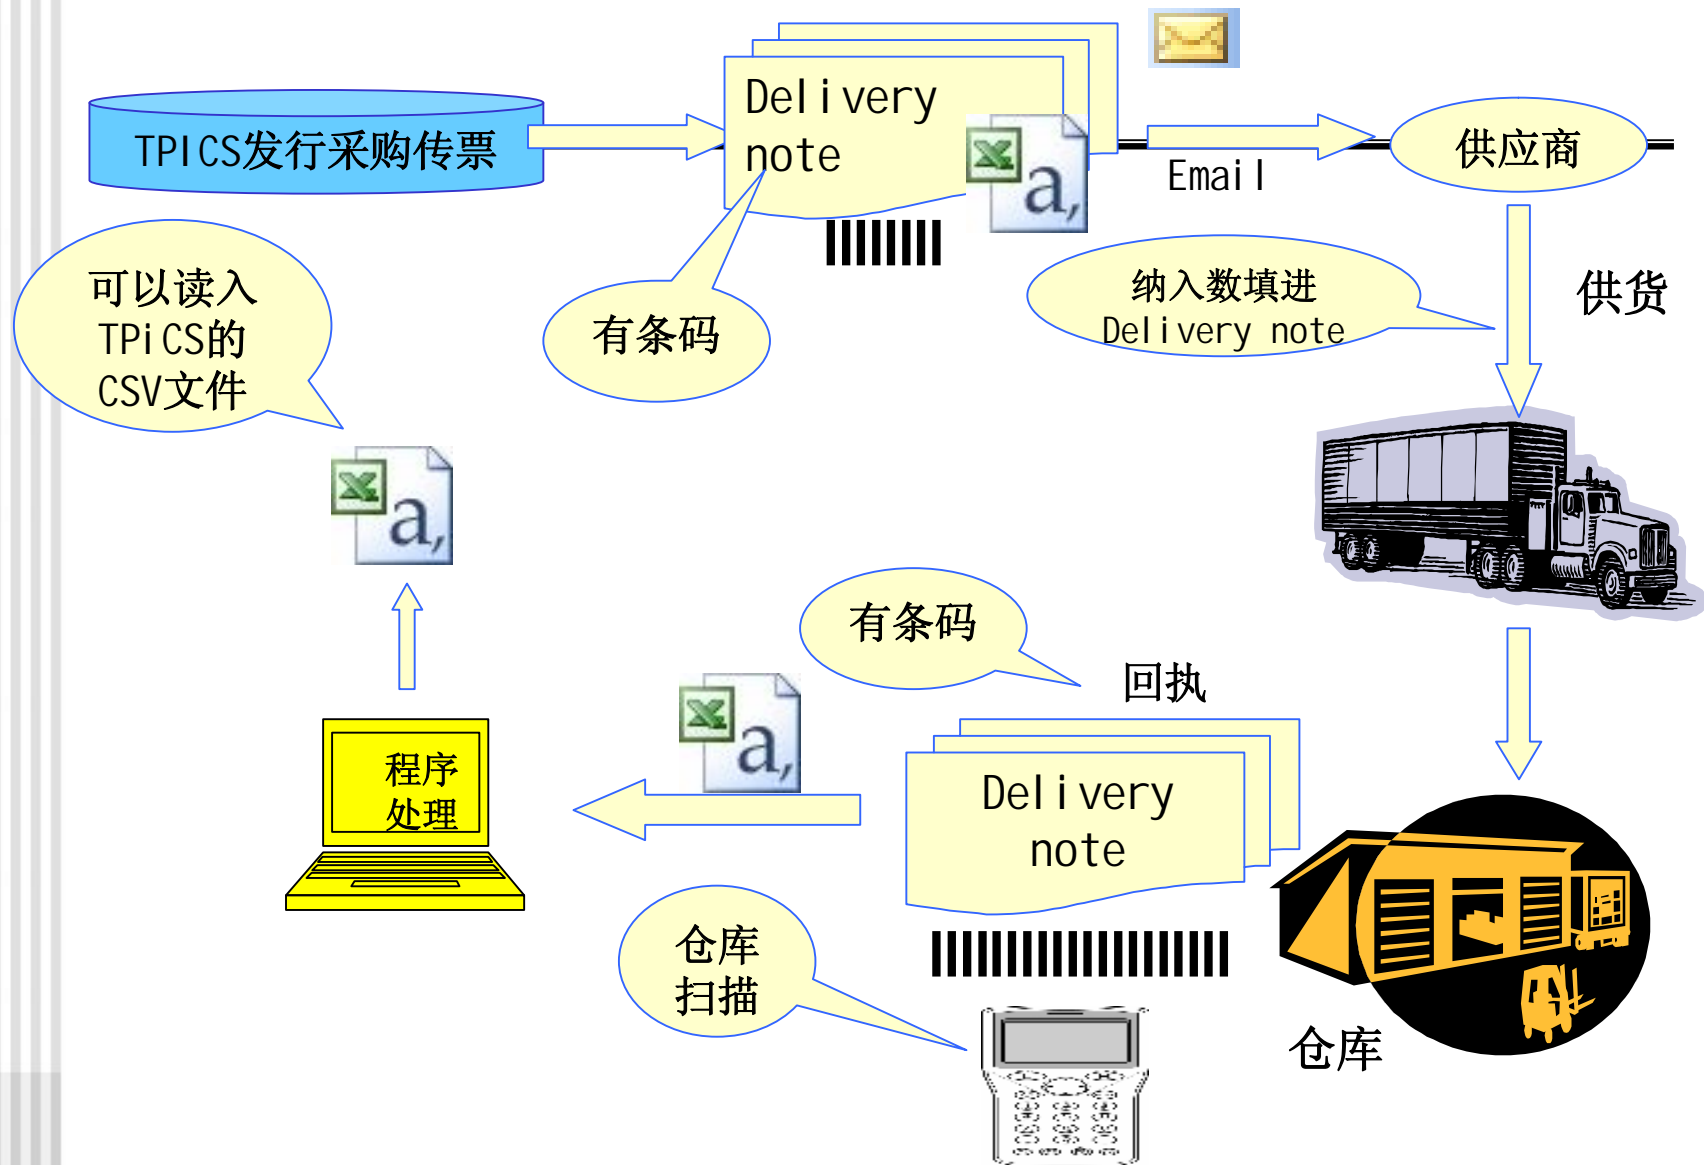 TPICS发行采购传票
Delivery
note
Email
供应商
有条码
可以读入
TPiCS的
CSV文件
纳入数填进
Delivery note
供货
有条码
回执
Delivery
note
程序
处理
仓库
扫描
仓库
a,
a,
a,